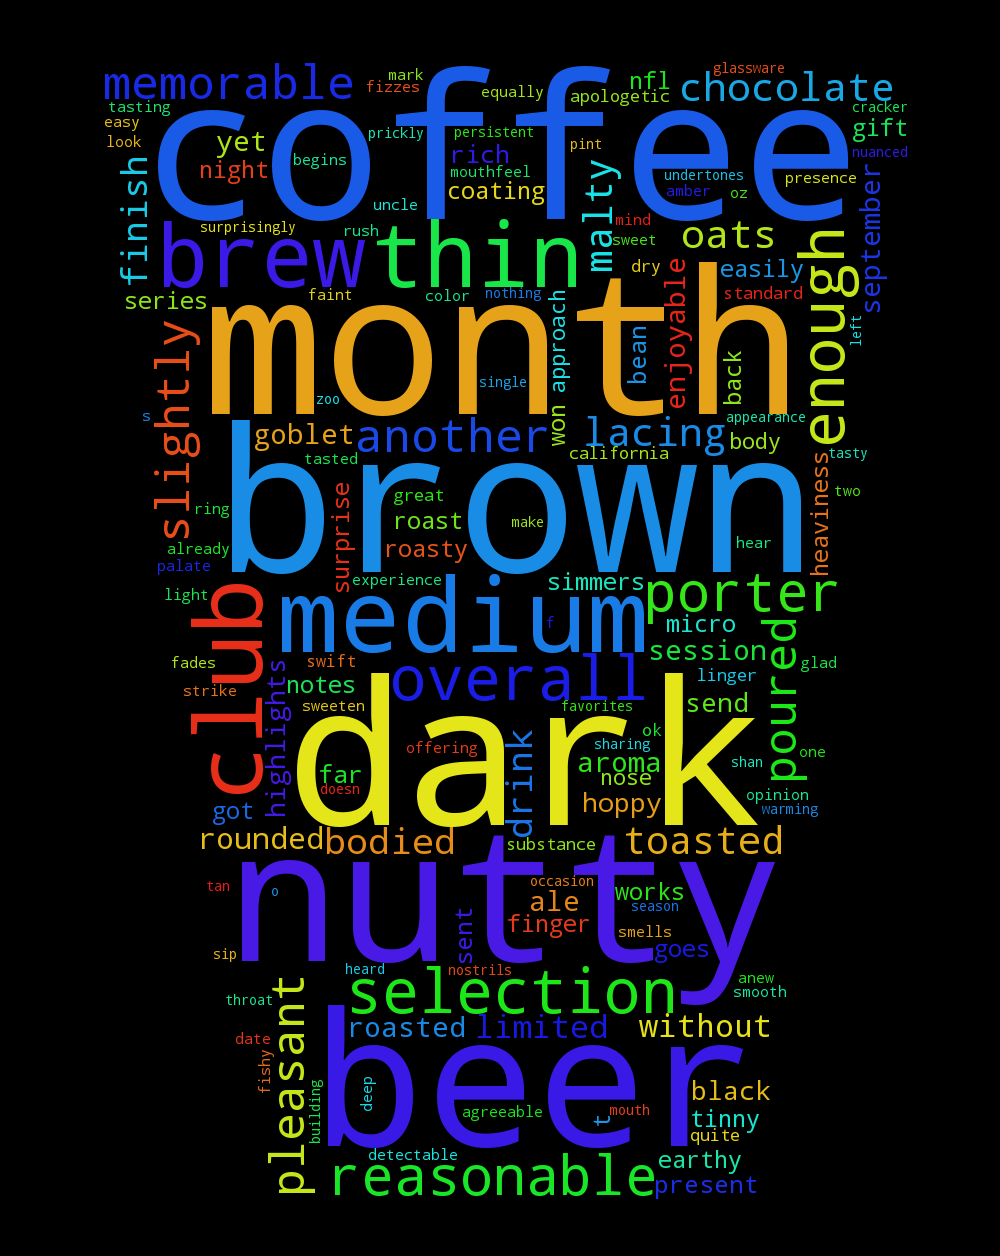 glassware
memorable mark nfl chocolate
fizzes equally apologetic
coffee
tasting cracker
easy yet prickly persistent gift
look begins rich pint nuanced
night mouthfeel undertones presence
finish coating malty amber oz september
uncle
surprisingly rush mind oats
brew thin sweet enough
dry easily
series faint color nothing approach enjoyable standard left
month
slightly bean back
single
zoo
s won appearance
goblet another lacing body
tasted california tasty
brown
ring surprise great heaviness two
roast make
already roasty hear
palate experience simmers
light medium f porter
club micro poured
fades swift overall session glad
strike highlights notes linger
sweeten favorites send
dark
offering drink sharing ok shan one
far aroma
doesn nose opinion
got hoppy warming
rounded bodied substance toasted
nutty
tan o occasion works
ale season
finger smells
sip sent goes
heard nostrils anew
throat pleasant selection smooth
date roasted limited without
beer
fishy building deep black
agreeable t mouth tinny
quite
detectable earthy
reasonable present